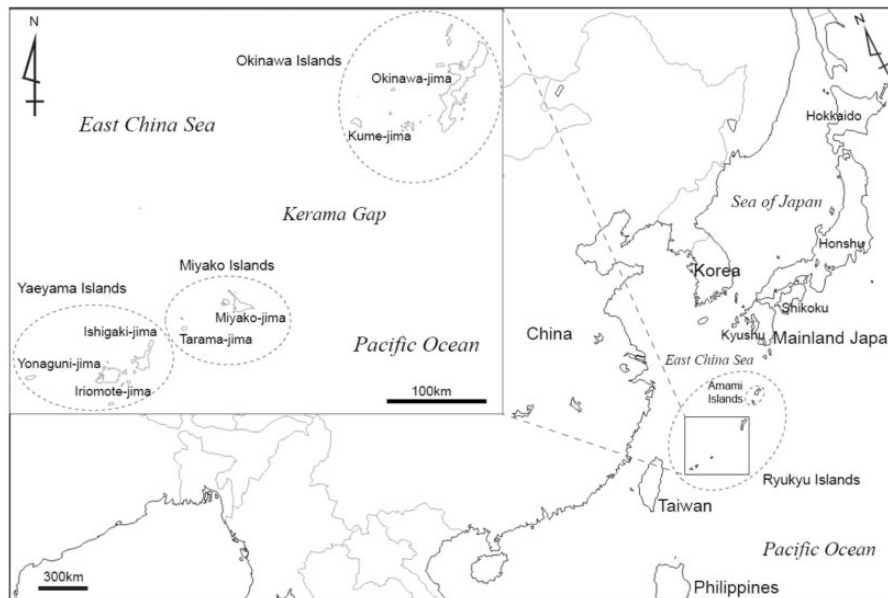 N
Okinawa Islands
Okinawa-jima
East China Sea
Kume-jima
Kerama Gap
Miyako Islands
Yaeyama Islands
Miyako-jima
Ishigaki-jima
Tarama-jima
Pacific Ocean
Yonaguni-jima
Iriomote-jima
100km
N
Hokkaido
Sea of Japan
Honshu
Korea
Shikoku
Kyushu
Mainland Japa
China
East China Sea
Amami
Islands
Ryukyu Islands
Taiwan
Pacific Ocean
300km
Philippines